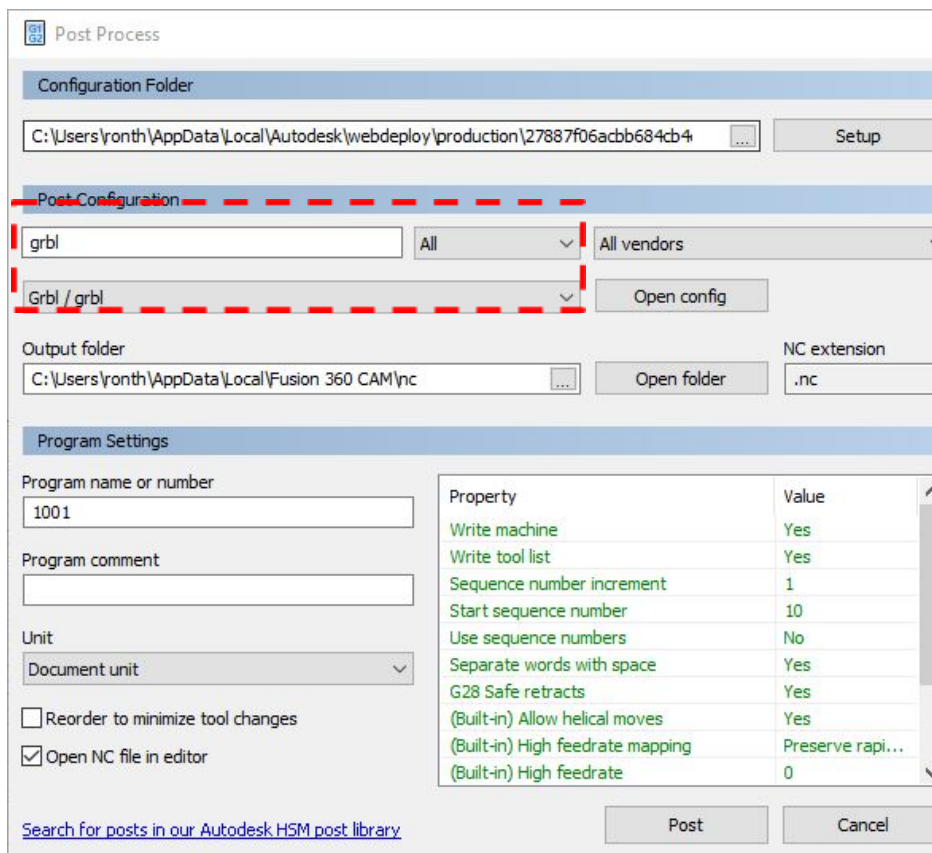 G1
G2
Post Process
Configuration Folder
C:\Users\ronth\AppData\Local\Autodesk\webdeploy\production\27887f06acbb684cb4
... Setup
Post Configuration
grbl All All vendors
Grbl / grbl Open config
Output folder NC extension
C:\Users\ronth\AppData\Local\Fusion 360 CAM\nc ... Open folder .nc
Program Settings
Program name or number
1001
Program comment
Unit
Document unit
Reorder to minimize tool changes
Open NC file in editor
Property Value
Write machine Yes
Write tool list Yes
Sequence number increment 1
Start sequence number 10
Use sequence numbers No
Separate words with space Yes
G28 Safe retracts Yes
(Built-in) Allow helical moves Yes
(Built-in) High feedrate mapping Preserve rapi...
(Built-in) High feedrate 0
Search for posts in our Autodesk HSM post library
Post Cancel